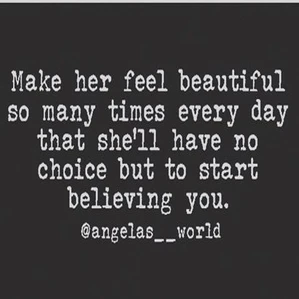 Make her feel beautiful
so many times every day
that she'll have no
choice but to start
believing you.
@angelas__world